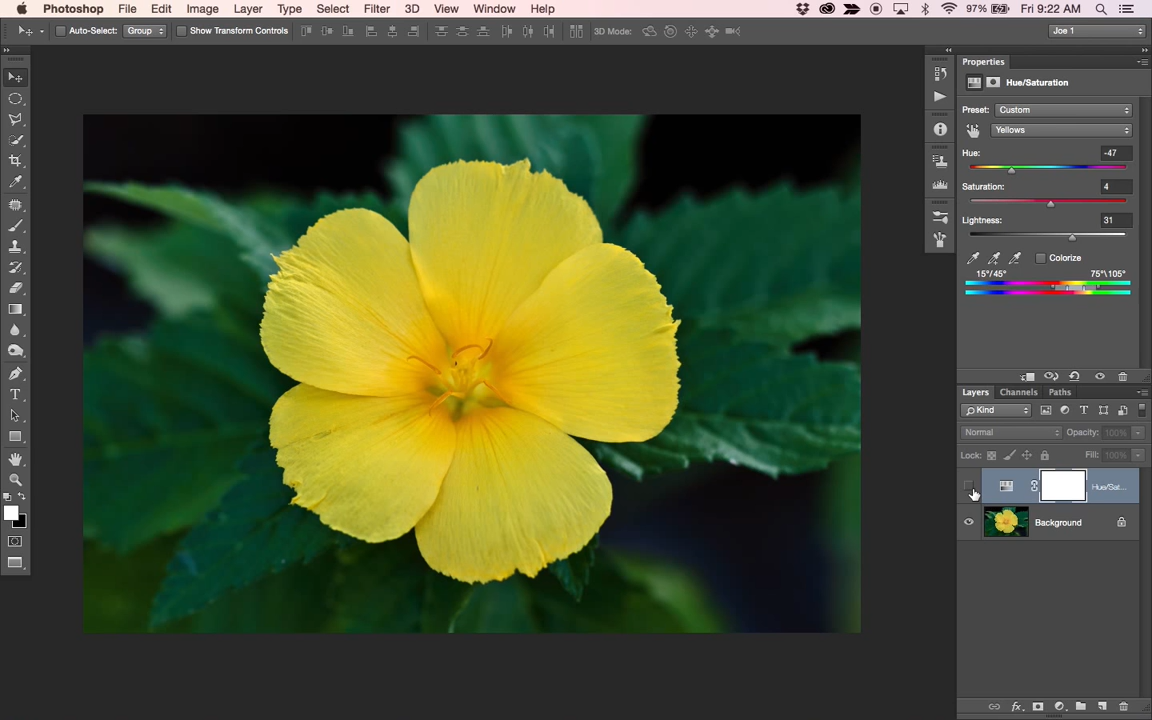 Photoshop File Edit Image Layer Type Select Filter 3D View Window Help 97% Fri 9:22 AM
Auto-Select: Group Show Transform Controls 3D Mode: Joe 1
Properties
Hue/Saturation
Preset: Custom
Yellows
Hue: -47
Saturation: 4
Lightness: 31
Colorize
15°/45° 75°\105°
Layers Channels Paths
Kind
Normal Opacity: 100%
Lock: Fill: 100%
Hue/Sat...
Background